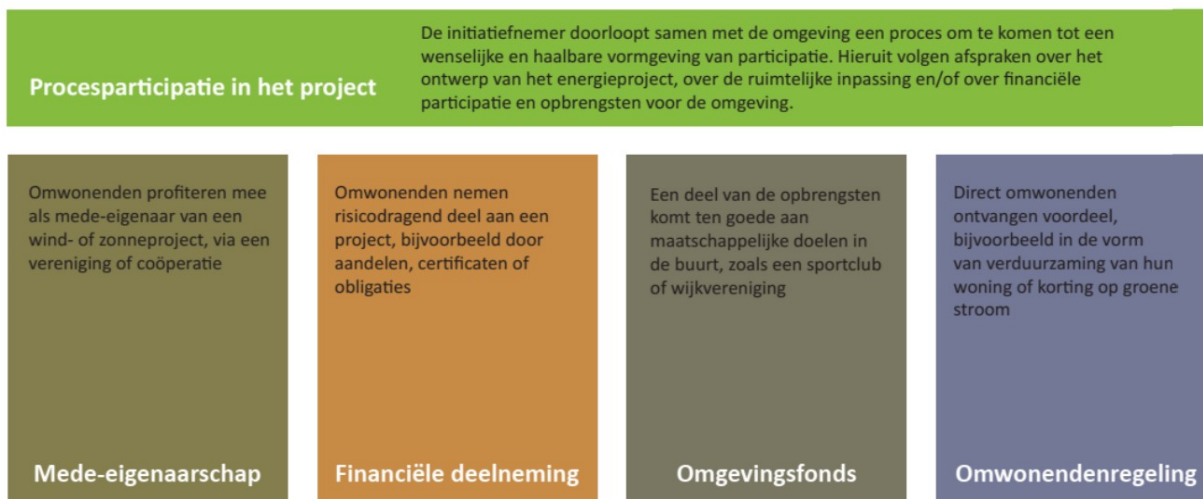 Procesparticipatie in het project
De initiatiefnemer doorloopt samen met de omgeving een proces om te komen tot een
wenselijke en haalbare vormgeving van participatie. Hieruit volgen afspraken over het
ontwerp van het energieproject, over de ruimtelijke inpassing en/of over financiële
participatie en opbrengsten voor de omgeving.
Omwonenden profiteren mee
als mede-eigenaar van een
wind- of zonneproject, via een
vereniging of coöperatie
Mede-eigenaarschap
Omwonenden nemen
risicodragend deel aan een
project, bijvoorbeeld door
aandelen, certificaten of
obligaties
Financiële deelneming
Een deel van de opbrengsten
komt ten goede aan
maatschappelijke doelen in
de buurt, zoals een sportclub
of wijkvereniging
Omgevingsfonds
Direct omwonenden
ontvangen voordeel,
bijvoorbeeld in de vorm
van verduurzaming van hun
woning of korting op groene
stroom
Omwonendenregeling